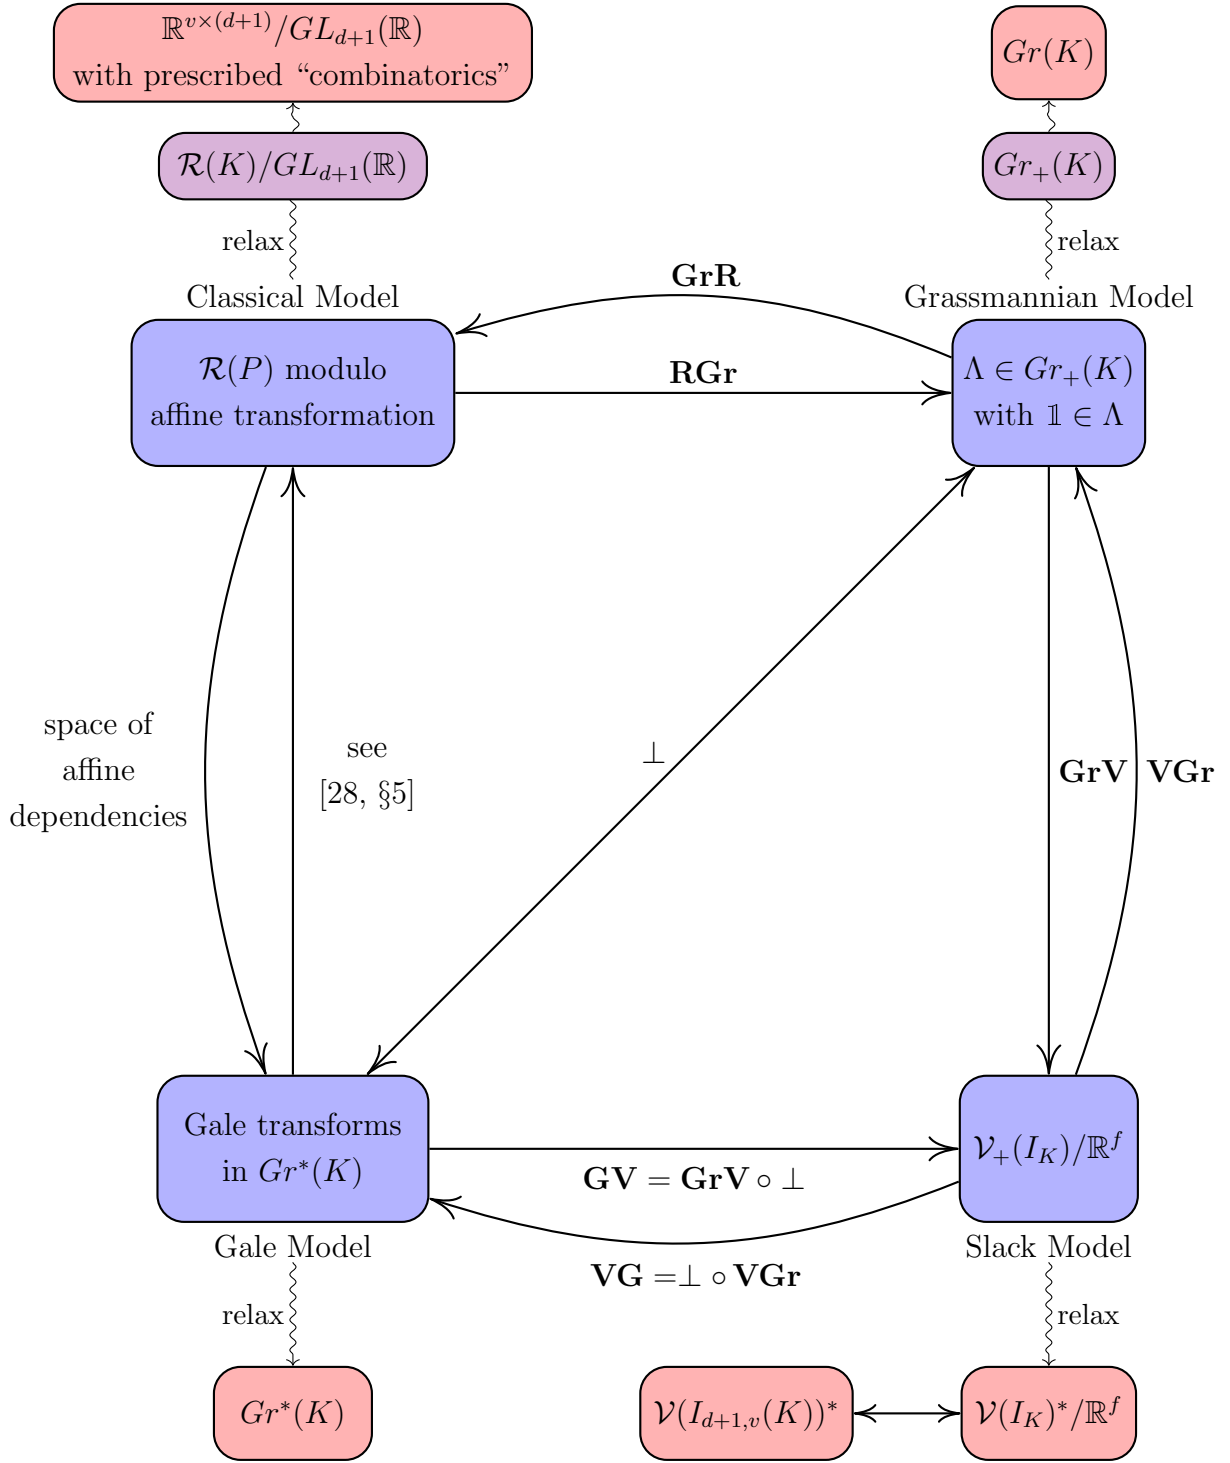 ℝ^{v×(d+1)}/GL_{d+1}(ℝ)
with prescribed “combinatorics”
Gr(K)
𝓡(K)/GL_{d+1}(ℝ)
Gr_+(K)
relax
relax
Classical Model
Grassmannian Model
GrR
𝓡(P) modulo
affine transformation
RGr
Λ ∈ Gr_+(K)
with 𝟙 ∈ Λ
space of
affine
dependencies
see
[28, §5]
⊥
GrV
VGr
Gale transforms
in Gr*(K)
GV = GrV ∘ ⊥
𝒱_+(I_K)/ℝ^f
Gale Model
Slack Model
VG =⊥ ∘ VGr
relax
relax
Gr*(K)
𝒱(I_{d+1,v}(K))*
𝒱(I_K)*/ℝ^f